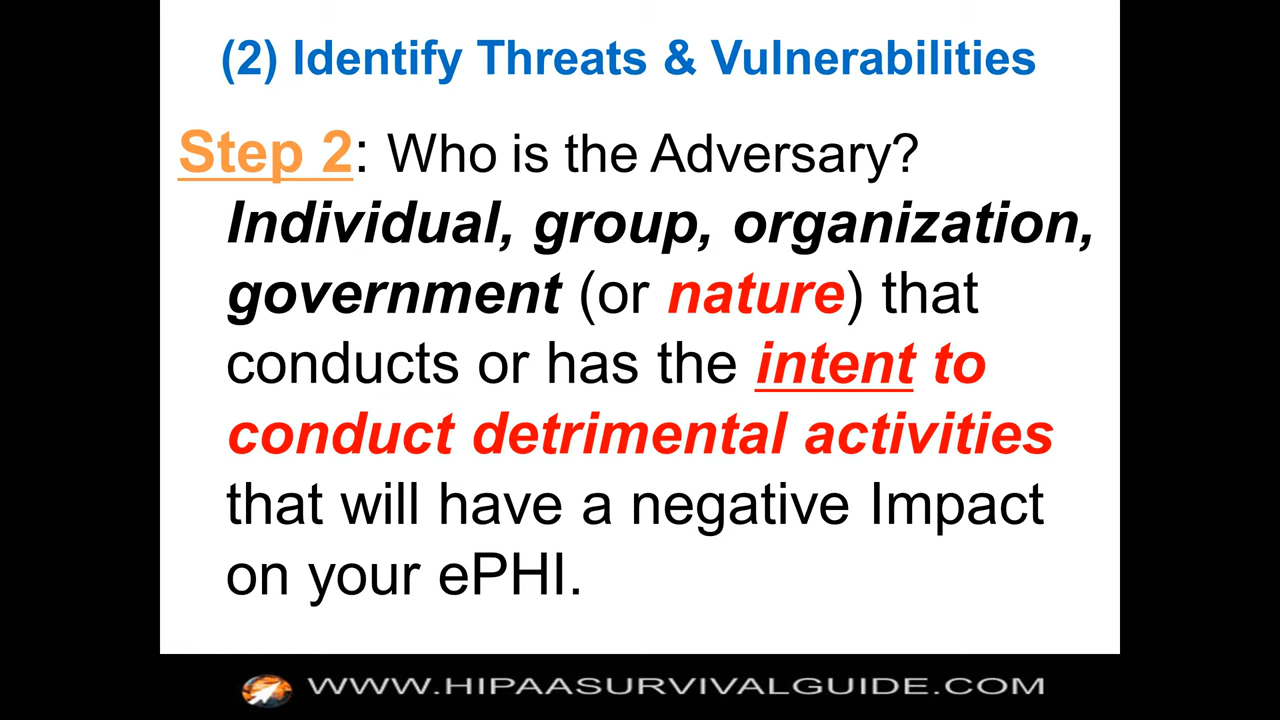 (2) Identify Threats & Vulnerabilities
Step 2: Who is the Adversary?
Individual, group, organization,
government (or nature) that
conducts or has the intent to
conduct detrimental activities
that will have a negative Impact
on your ePHI.
WWW.HIPAASURVIVALGUIDE.COM